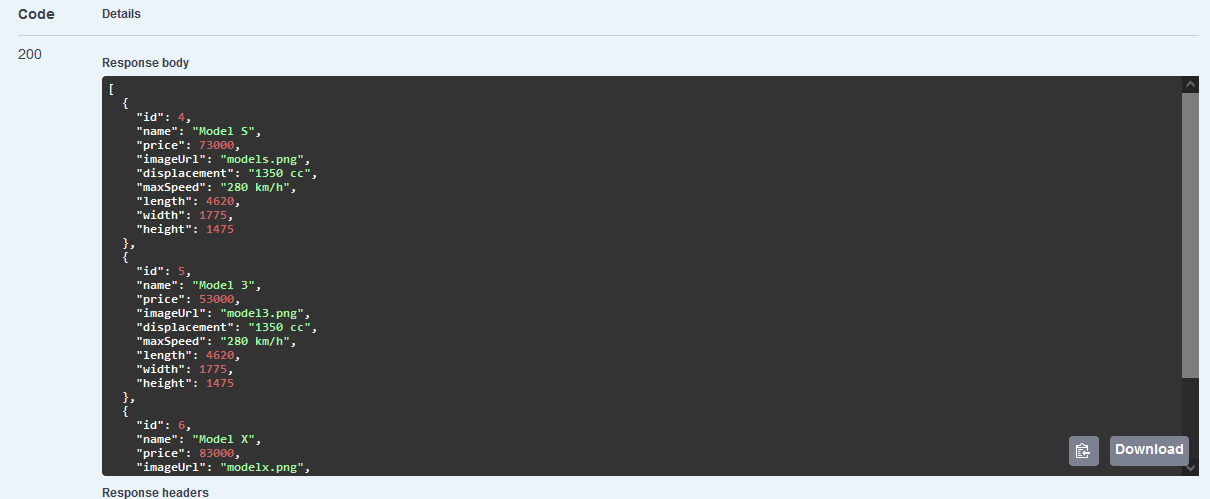 Code Details
200
Response body
[
  {
    "id": 4,
    "name": "Model S",
    "price": 73000,
    "imageUrl": "models.png",
    "displacement": "1350 cc",
    "maxSpeed": "280 km/h",
    "length": 4620,
    "width": 1775,
    "height": 1475
  },
  {
    "id": 5,
    "name": "Model 3",
    "price": 53000,
    "imageUrl": "model3.png",
    "displacement": "1350 cc",
    "maxSpeed": "280 km/h",
    "length": 4620,
    "width": 1775,
    "height": 1475
  },
  {
    "id": 6,
    "name": "Model X",
    "price": 83000,
    "imageUrl": "modelx.png",
Download
Response headers